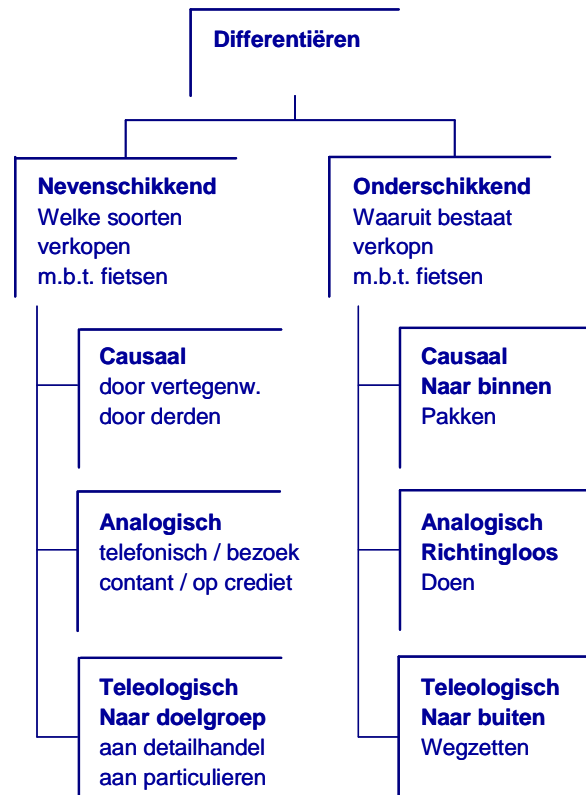 Differentiëren
Nevenschikkend
Welke soorten
verkopen
m.b.t. fietsen
Onderschikkend
Waaruit bestaat
verkopn
m.b.t. fietsen
Causaal
door vertegenw.
door derden
Causaal
Naar binnen
Pakken
Analogisch
telefonisch / bezoek
contant / op crediet
Analogisch
Richtingloos
Doen
Teleologisch
Naar doelgroep
aan detailhandel
aan particulieren
Teleologisch
Naar buiten
Wegzetten